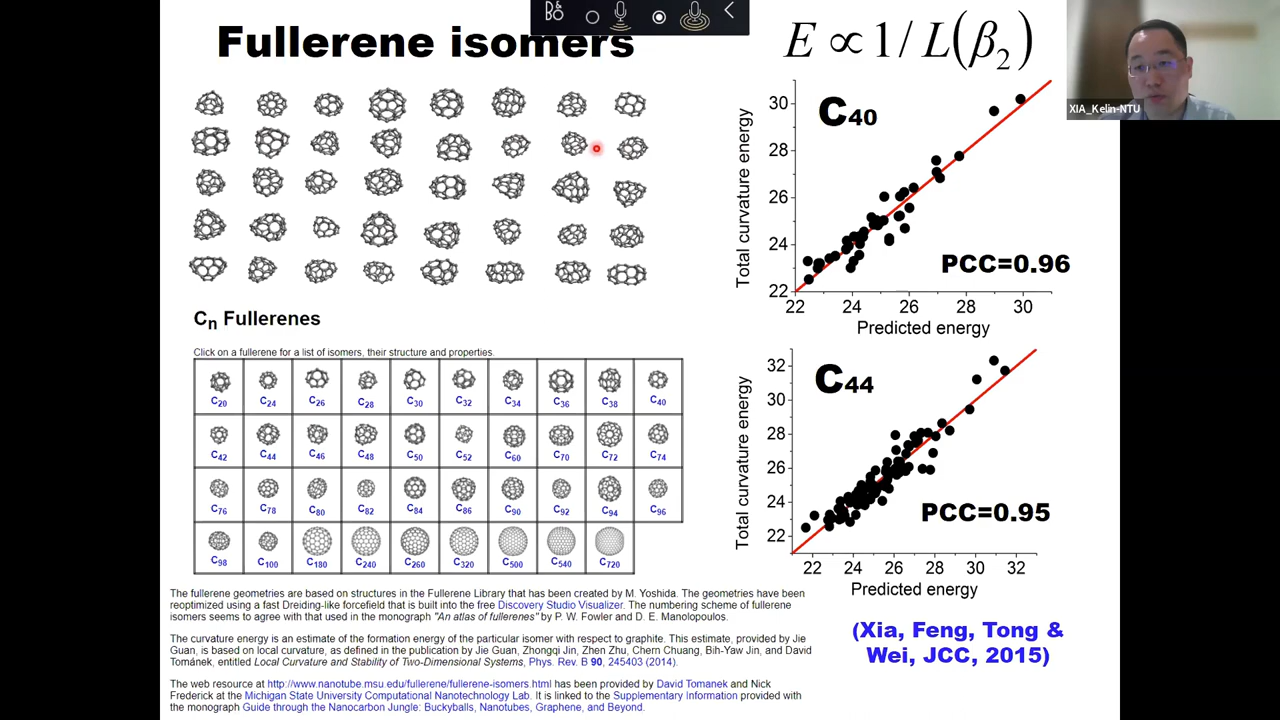 B&O
Fullerene isomers
E ∝ 1 / L(β₂)
XIA_Kelin-NTU
Cn Fullerenes
Click on a fullerene for a list of isomers, their structure and properties.
C20 C24 C26 C28 C30 C32 C34 C36 C38 C40
C42 C44 C46 C48 C50 C52 C60 C70 C72 C74
C76 C78 C80 C82 C84 C86 C90 C92 C94 C96
C98 C100 C180 C240 C260 C320 C500 C540 C720
The fullerene geometries are based on structures in the Fullerene Library that has been created by M. Yoshida. The geometries have been
reoptimized using a fast Dreiding-like forcefield that is built into the free Discovery Studio Visualizer. The numbering scheme of fullerene
isomers seems to agree with that used in the monograph "An atlas of fullerenes" by P. W. Fowler and D. E. Manolopoulos.
The curvature energy is an estimate of the formation energy of the particular isomer with respect to graphite. This estimate, provided by Jie
Guan, is based on local curvature, as defined in the publication by Jie Guan, Zhongqi Jin, Zhen Zhu, Chern Chuang, Bih-Yaw Jin, and David
Tománek, entitled Local Curvature and Stability of Two-Dimensional Systems, Phys. Rev. B 90, 245403 (2014).
The web resource at http://www.nanotube.msu.edu/fullerene/fullerene-isomers.html has been provided by David Tomanek and Nick
Frederick at the Michigan State University Computational Nanotechnology Lab. It is linked to the Supplementary Information provided with
the monograph Guide through the Nanocarbon Jungle: Buckyballs, Nanotubes, Graphene, and Beyond.
C40
Total curvature energy
30
28
26
24
22
PCC=0.96
22 24 26 28 30
Predicted energy
C44
Total curvature energy
32
30
28
26
24
22
PCC=0.95
22 24 26 28 30 32
Predicted energy
(Xia, Feng, Tong &
Wei, JCC, 2015)